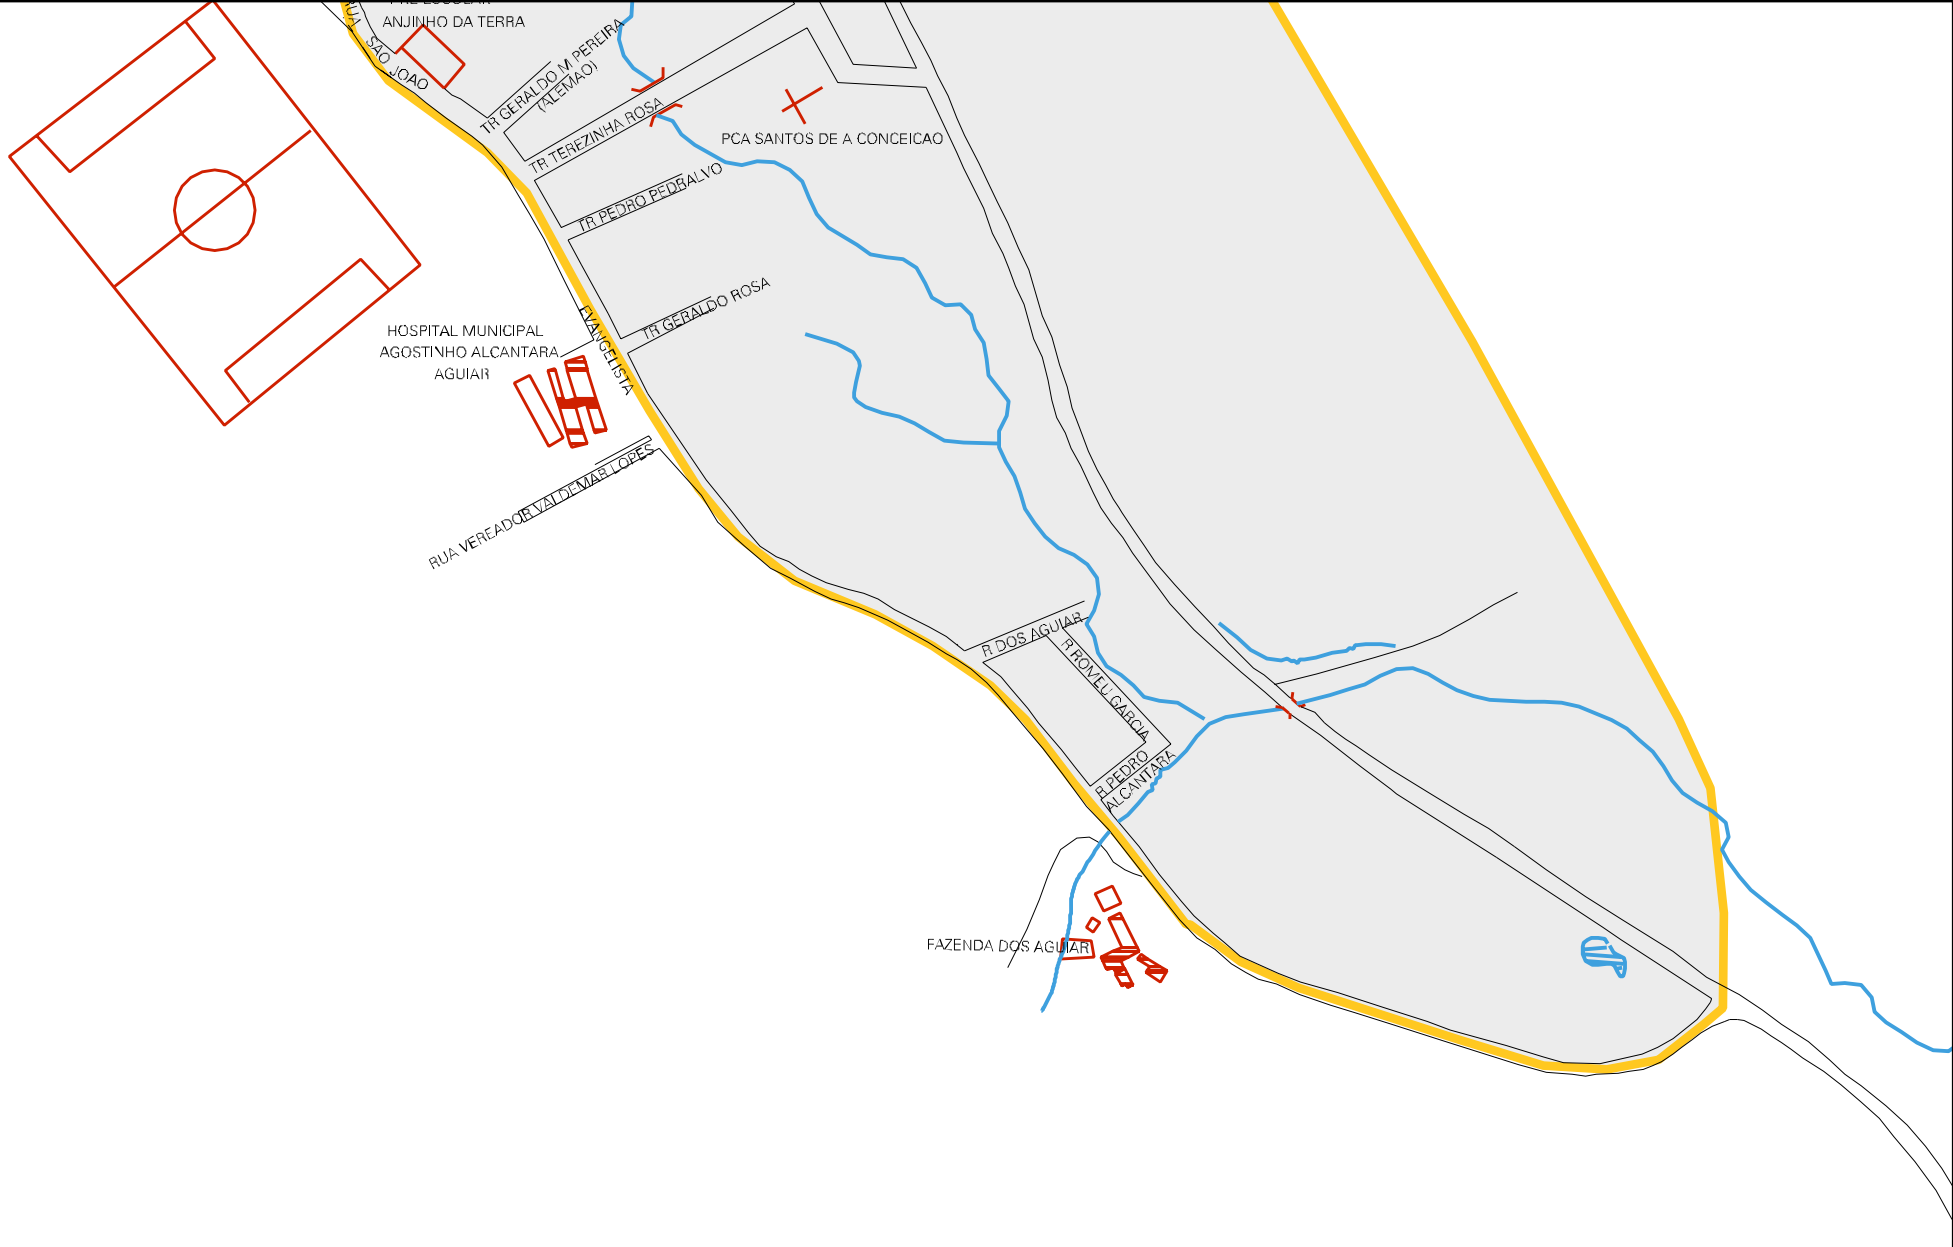 ANJINHO DA TERRA
RUA SAO JOAO EVANGELISTA
TR GERALDO M PEREIRA
(ALEMAO)
TR TEREZINHA ROSA
PCA SANTOS DE A CONCEICAO
TR PEDRO PEDRALVO
TR GERALDO ROSA
HOSPITAL MUNICIPAL
AGOSTINHO ALCANTARA
AGUIAR
RUA VEREADOR VALDEMAR LOPES
R DOS AGUIAR
R ROMEU GARCIA
R PEDRO
ALCANTARA
FAZENDA DOS AGUIAR